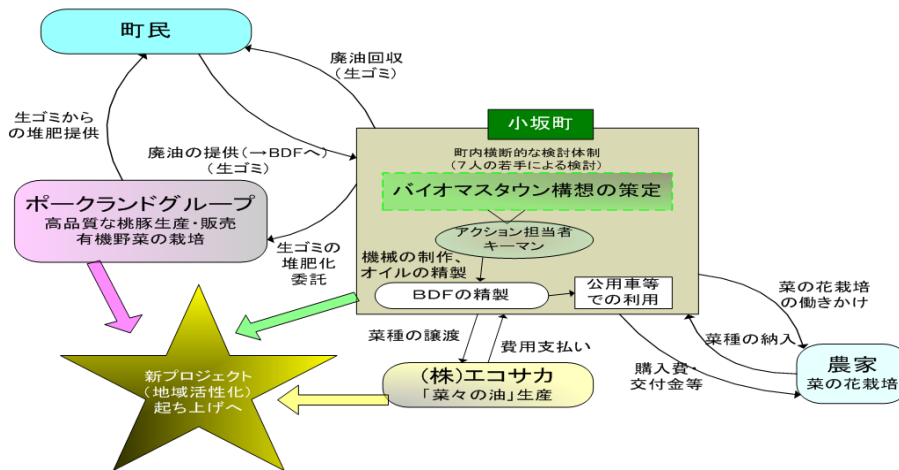 町民
廃油回収
(生ゴミ)
生ゴミから
の堆肥提供
廃油の提供(→BDFへ)
(生ゴミ)
小坂町
町内横断的な検討体制
(7人の若手による検討)
バイオマスタウン構想の策定
アクション担当者
キーマン
ポークランドグループ
高品質な桃豚生産・販売
有機野菜の栽培
生ゴミの
堆肥化
委託
機械の制作、
オイルの精製
BDFの精製
公用車等
での利用
菜の花栽培
の働きかけ
菜種の譲渡
費用支払い
菜種の納入
購入費・
交付金等
農家
菜の花栽培
(株)エコサカ
「菜々の油」生産
新プロジェクト
(地域活性化)
起ち上げへ